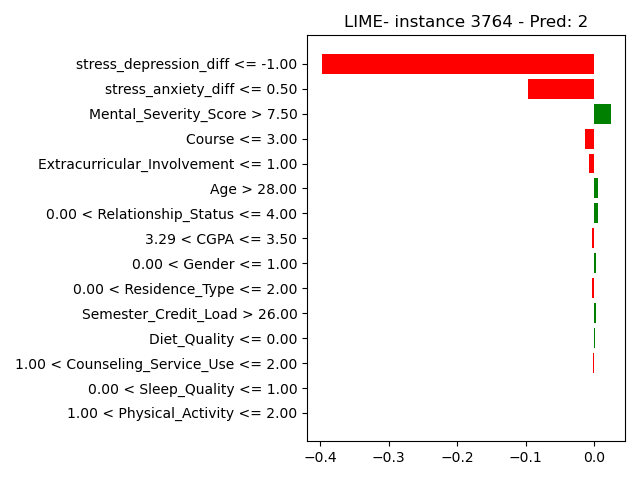 LIME- instance 3764 - Pred: 2
stress_depression_diff <= -1.00
stress_anxiety_diff <= 0.50
Mental_Severity_Score > 7.50
Course <= 3.00
Extracurricular_Involvement <= 1.00
Age > 28.00
0.00 < Relationship_Status <= 4.00
3.29 < CGPA <= 3.50
0.00 < Gender <= 1.00
0.00 < Residence_Type <= 2.00
Semester_Credit_Load > 26.00
Diet_Quality <= 0.00
1.00 < Counseling_Service_Use <= 2.00
0.00 < Sleep_Quality <= 1.00
1.00 < Physical_Activity <= 2.00
−0.4 −0.3 −0.2 −0.1 0.0